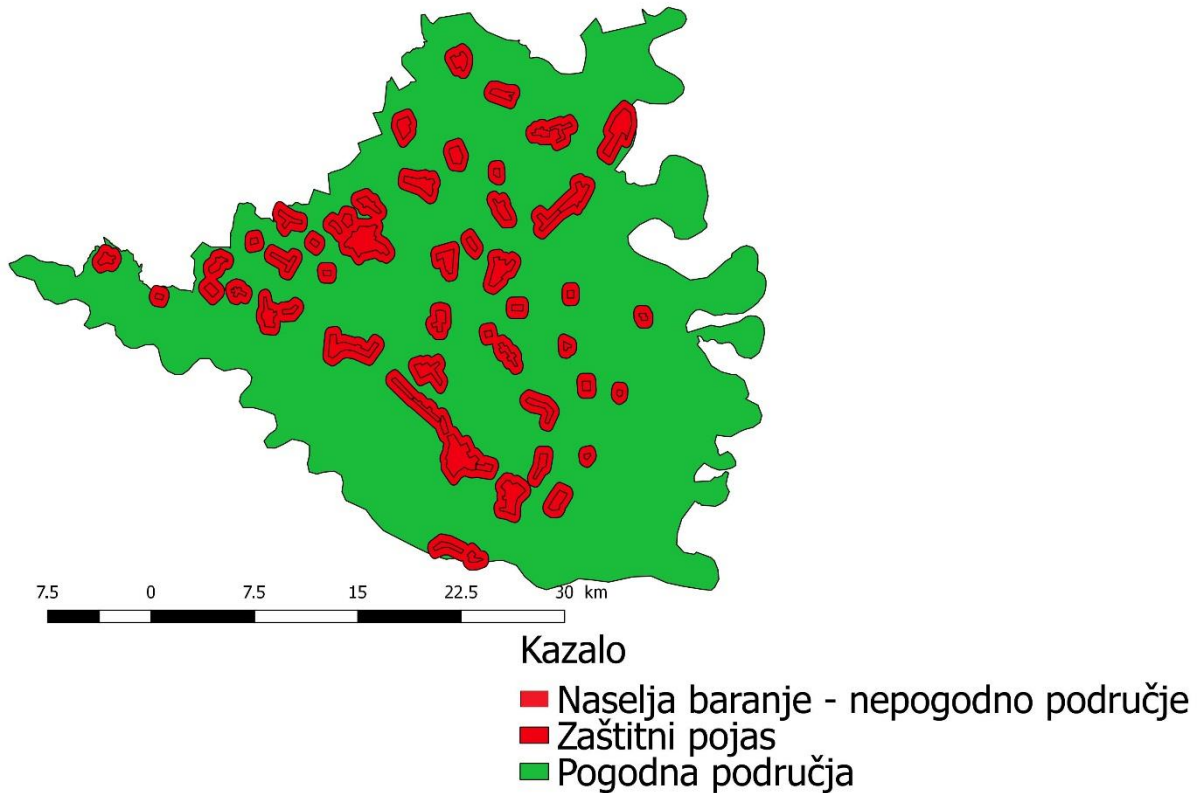 7.5 0 7.5 15 22.5 30 km
Kazalo
Naselja baranje - nepogodno područje
Zaštitni pojas
Pogodna područja